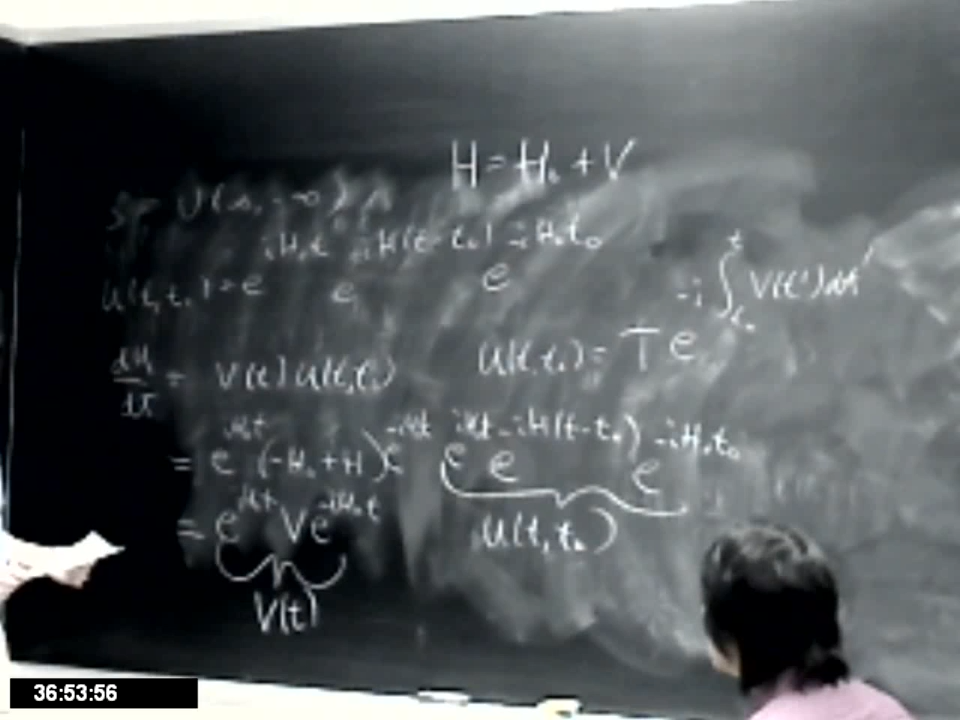 H = H₀ + V
U(∞, -∞)
U(t, t₀) = e^{iH₀t} e^{-iH(t-t₀)} e^{-iH₀t₀}
U(t, t₀) = T e^{-i∫_{t₀}^{t} V(t')dt'}
dU/dt = V(t) U(t, t₀)
= e^{iH₀t} (-H₀ + H) e^{-iH₀t} e^{iH₀t} e^{-iH(t-t₀)} e^{-iH₀t₀}
= e^{iH₀t} V e^{-iH₀t}
U(t, t₀)
V(t)
36:53:56